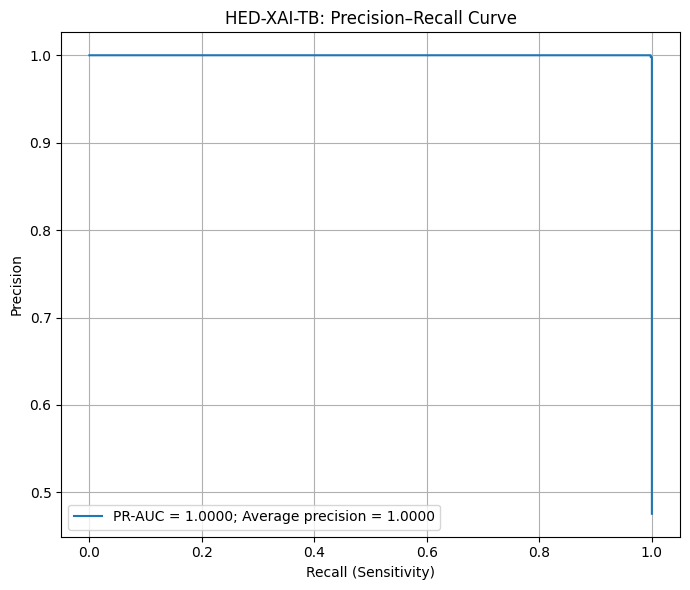 HED-XAI-TB: Precision–Recall Curve
Precision
1.0
0.9
0.8
0.7
0.6
0.5
PR-AUC = 1.0000; Average precision = 1.0000
0.0 0.2 0.4 0.6 0.8 1.0
Recall (Sensitivity)